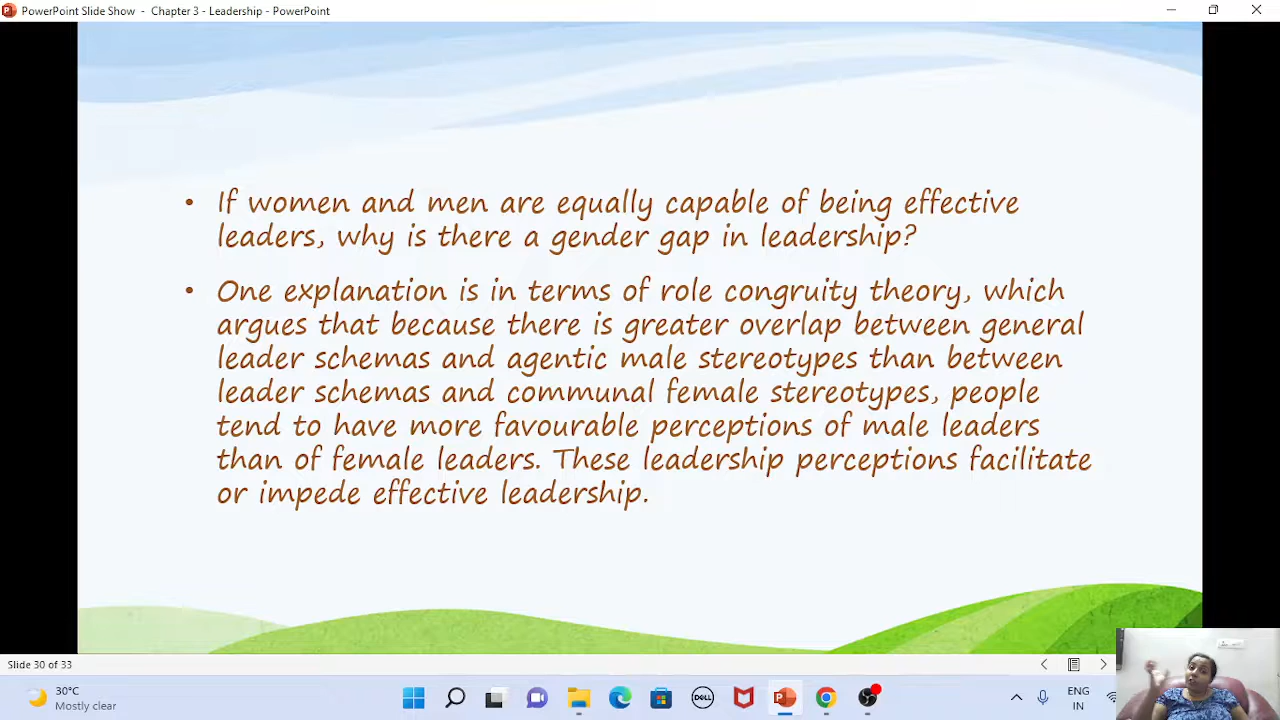 PowerPoint Slide Show - Chapter 3 - Leadership - PowerPoint
• If women and men are equally capable of being effective
leaders, why is there a gender gap in leadership?
• One explanation is in terms of role congruity theory, which
argues that because there is greater overlap between general
leader schemas and agentic male stereotypes than between
leader schemas and communal female stereotypes, people
tend to have more favourable perceptions of male leaders
than of female leaders. These leadership perceptions facilitate
or impede effective leadership.
Slide 30 of 33
30°C
Mostly clear
DELL
ENG
IN